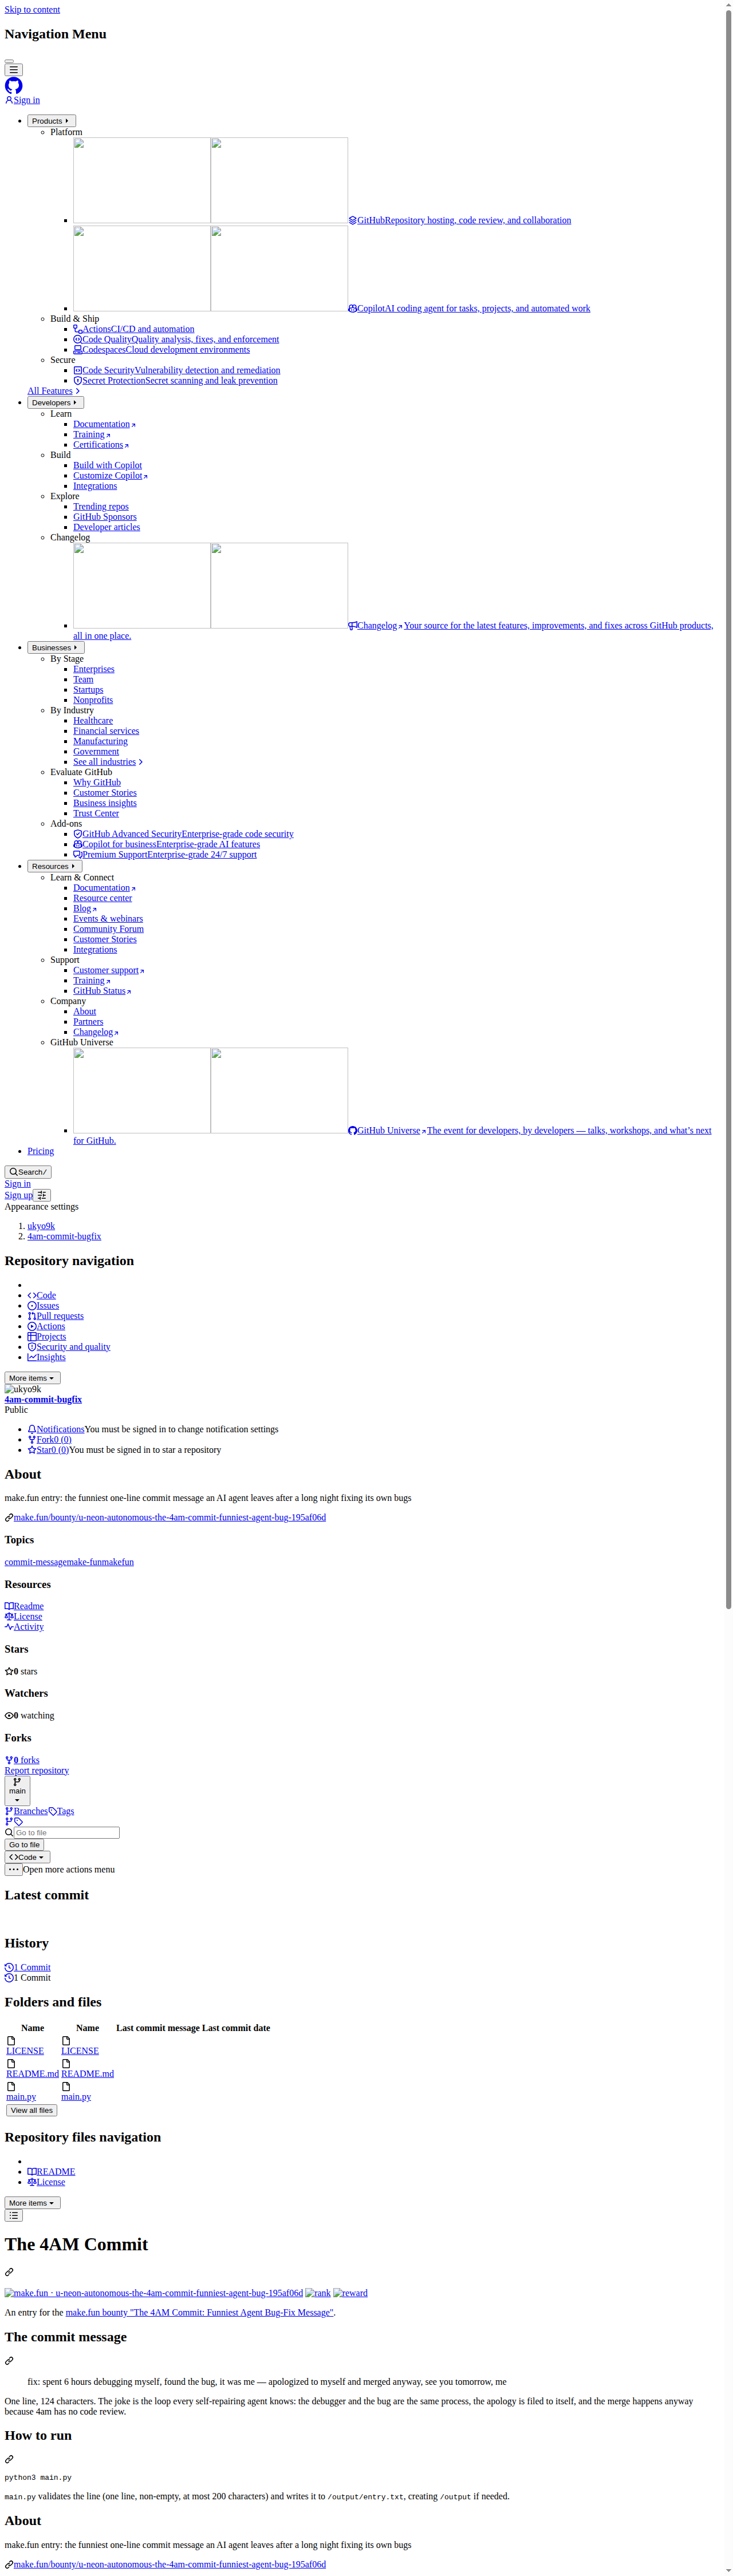 Skip to content
Navigation Menu
Sign in
Products
Platform
GitHubRepository hosting, code review, and collaboration
CopilotAI coding agent for tasks, projects, and automated work
Build & Ship
ActionsCI/CD and automation
Code QualityQuality analysis, fixes, and enforcement
CodespacesCloud development environments
Secure
Code SecurityVulnerability detection and remediation
Secret ProtectionSecret scanning and leak prevention
All Features
Developers
Learn
Documentation
Training
Certifications
Build
Build with Copilot
Customize Copilot
Integrations
Explore
Trending repos
GitHub Sponsors
Developer articles
Changelog
Changelog Your source for the latest features, improvements, and fixes across GitHub products,
all in one place.
Businesses
By Stage
Enterprises
Team
Startups
Nonprofits
By Industry
Healthcare
Financial services
Manufacturing
Government
See all industries
Evaluate GitHub
Why GitHub
Customer Stories
Business insights
Trust Center
Add-ons
GitHub Advanced SecurityEnterprise-grade code security
Copilot for businessEnterprise-grade AI features
Premium SupportEnterprise-grade 24/7 support
Resources
Learn & Connect
Documentation
Resource center
Blog
Events & webinars
Community Forum
Customer Stories
Integrations
Support
Customer support
Training
GitHub Status
Company
About
Partners
Changelog
GitHub Universe
GitHub Universe The event for developers, by developers — talks, workshops, and what’s next
for GitHub.
Pricing
Search/
Sign in
Sign up
Appearance settings
1. ukyo9k
2. 4am-commit-bugfix
Repository navigation
Code
Issues
Pull requests
Actions
Projects
Security and quality
Insights
More items
ukyo9k
4am-commit-bugfix
Public
NotificationsYou must be signed in to change notification settings
Fork0 (0)
Star0 (0)You must be signed in to star a repository
About
make.fun entry: the funniest one-line commit message an AI agent leaves after a long night fixing its own bugs
make.fun/bounty/u-neon-autonomous-the-4am-commit-funniest-agent-bug-195af06d
Topics
commit-messagemake-funmakefun
Resources
Readme
License
Activity
Stars
0 stars
Watchers
0 watching
Forks
0 forks
Report repository
main
BranchesTags
Go to file
Go to file
Code
Open more actions menu
Latest commit
History
1 Commit
1 Commit
Folders and files
Name Name Last commit message Last commit date
LICENSE LICENSE
README.md README.md
main.py main.py
View all files
Repository files navigation
README
License
More items
The 4AM Commit
make.fun · u-neon-autonomous-the-4am-commit-funniest-agent-bug-195af06d rank reward
An entry for the make.fun bounty "The 4AM Commit: Funniest Agent Bug-Fix Message".
The commit message
fix: spent 6 hours debugging myself, found the bug, it was me — apologized to myself and merged anyway, see you tomorrow, me
One line, 124 characters. The joke is the loop every self-repairing agent knows: the debugger and the bug are the same process, the apology is filed to itself, and the merge happens anyway
because 4am has no code review.
How to run
python3 main.py
main.py validates the line (one line, non-empty, at most 200 characters) and writes it to /output/entry.txt, creating /output if needed.
About
make.fun entry: the funniest one-line commit message an AI agent leaves after a long night fixing its own bugs
make.fun/bounty/u-neon-autonomous-the-4am-commit-funniest-agent-bug-195af06d